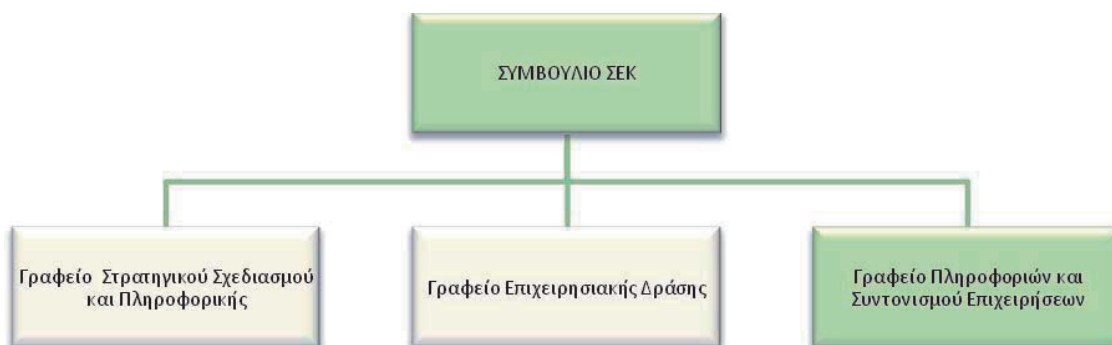 ΣΥΜΒΟΥΛΙΟ ΣΕΚ
Γραφείο Στρατηγικού Σχεδιασμού
και Πληροφορικής
Γραφείο Επιχειρησιακής Δράσης
Γραφείο Πληροφοριών και
Συντονισμού Επιχειρήσεων